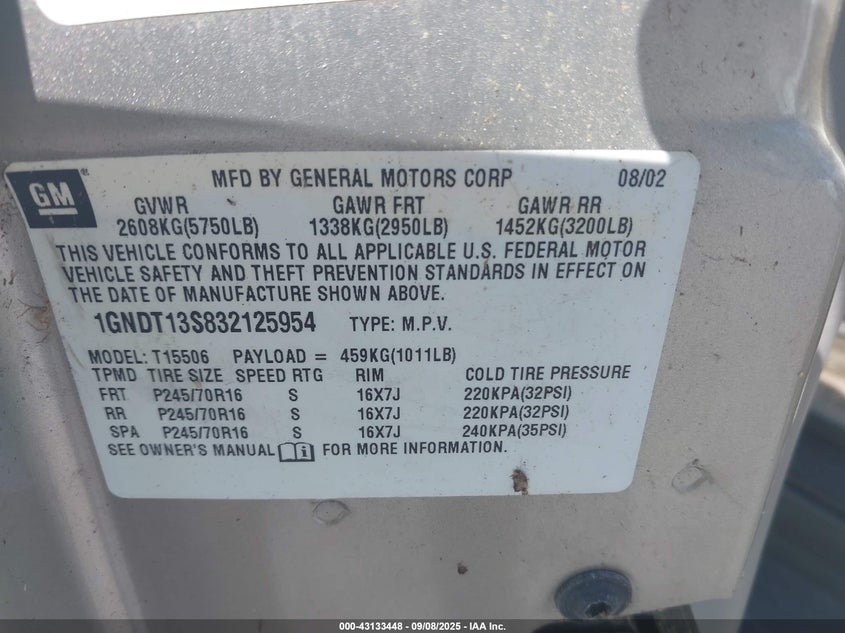 GM®
MFD BY GENERAL MOTORS CORP 08/02
GVWR GAWR FRT GAWR RR
2608KG(5750LB) 1338KG(2950LB) 1452KG(3200LB)
THIS VEHICLE CONFORMS TO ALL APPLICABLE U.S. FEDERAL MOTOR
VEHICLE SAFETY AND THEFT PREVENTION STANDARDS IN EFFECT ON
THE DATE OF MANUFACTURE SHOWN ABOVE.
1GNDT13S832125954 TYPE: M.P.V.
MODEL: T15506 PAYLOAD = 459KG(1011LB)
TPMD TIRE SIZE SPEED RTG RIM COLD TIRE PRESSURE
FRT P245/70R16 S 16X7J 220KPA(32PSI)
RR P245/70R16 S 16X7J 220KPA(32PSI)
SPA P245/70R16 S 16X7J 240KPA(35PSI)
SEE OWNER'S MANUAL FOR MORE INFORMATION.
000-43133448 - 09/08/2025 - IAA Inc.